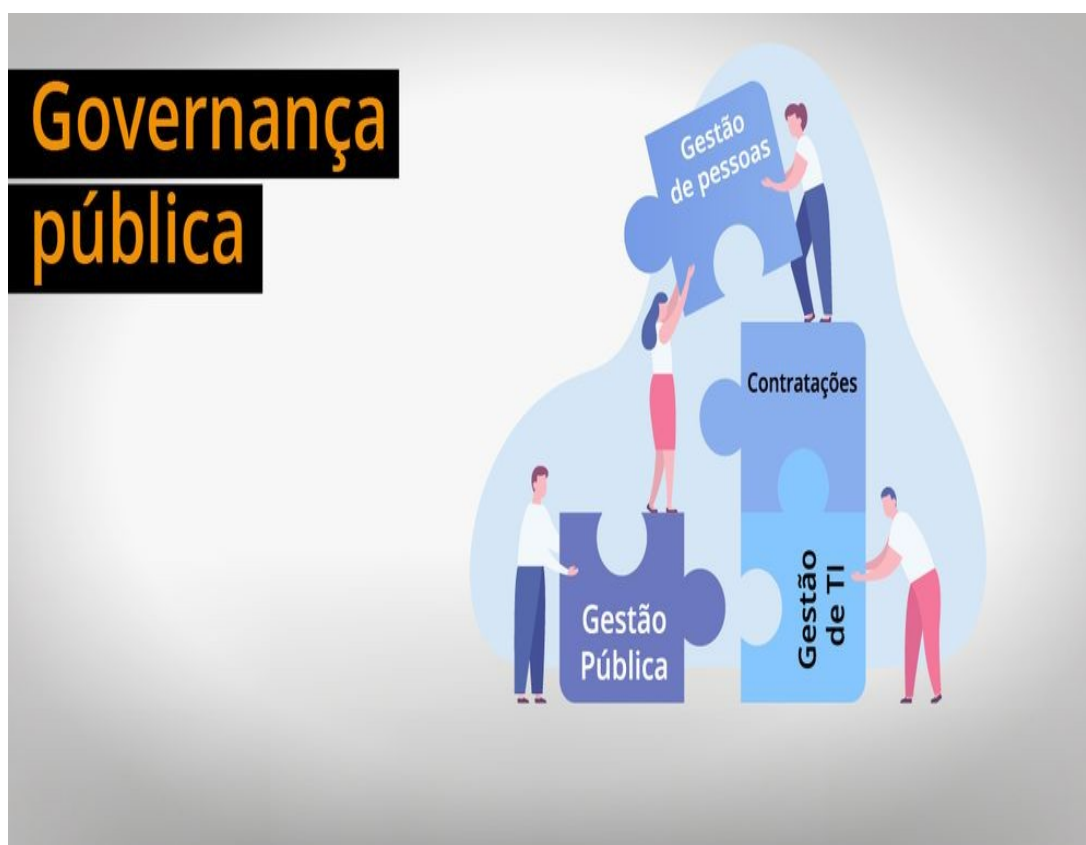 Governança
pública
Gestão
de pessoas
Contratações
Gestão
Pública
Gestão
de TI